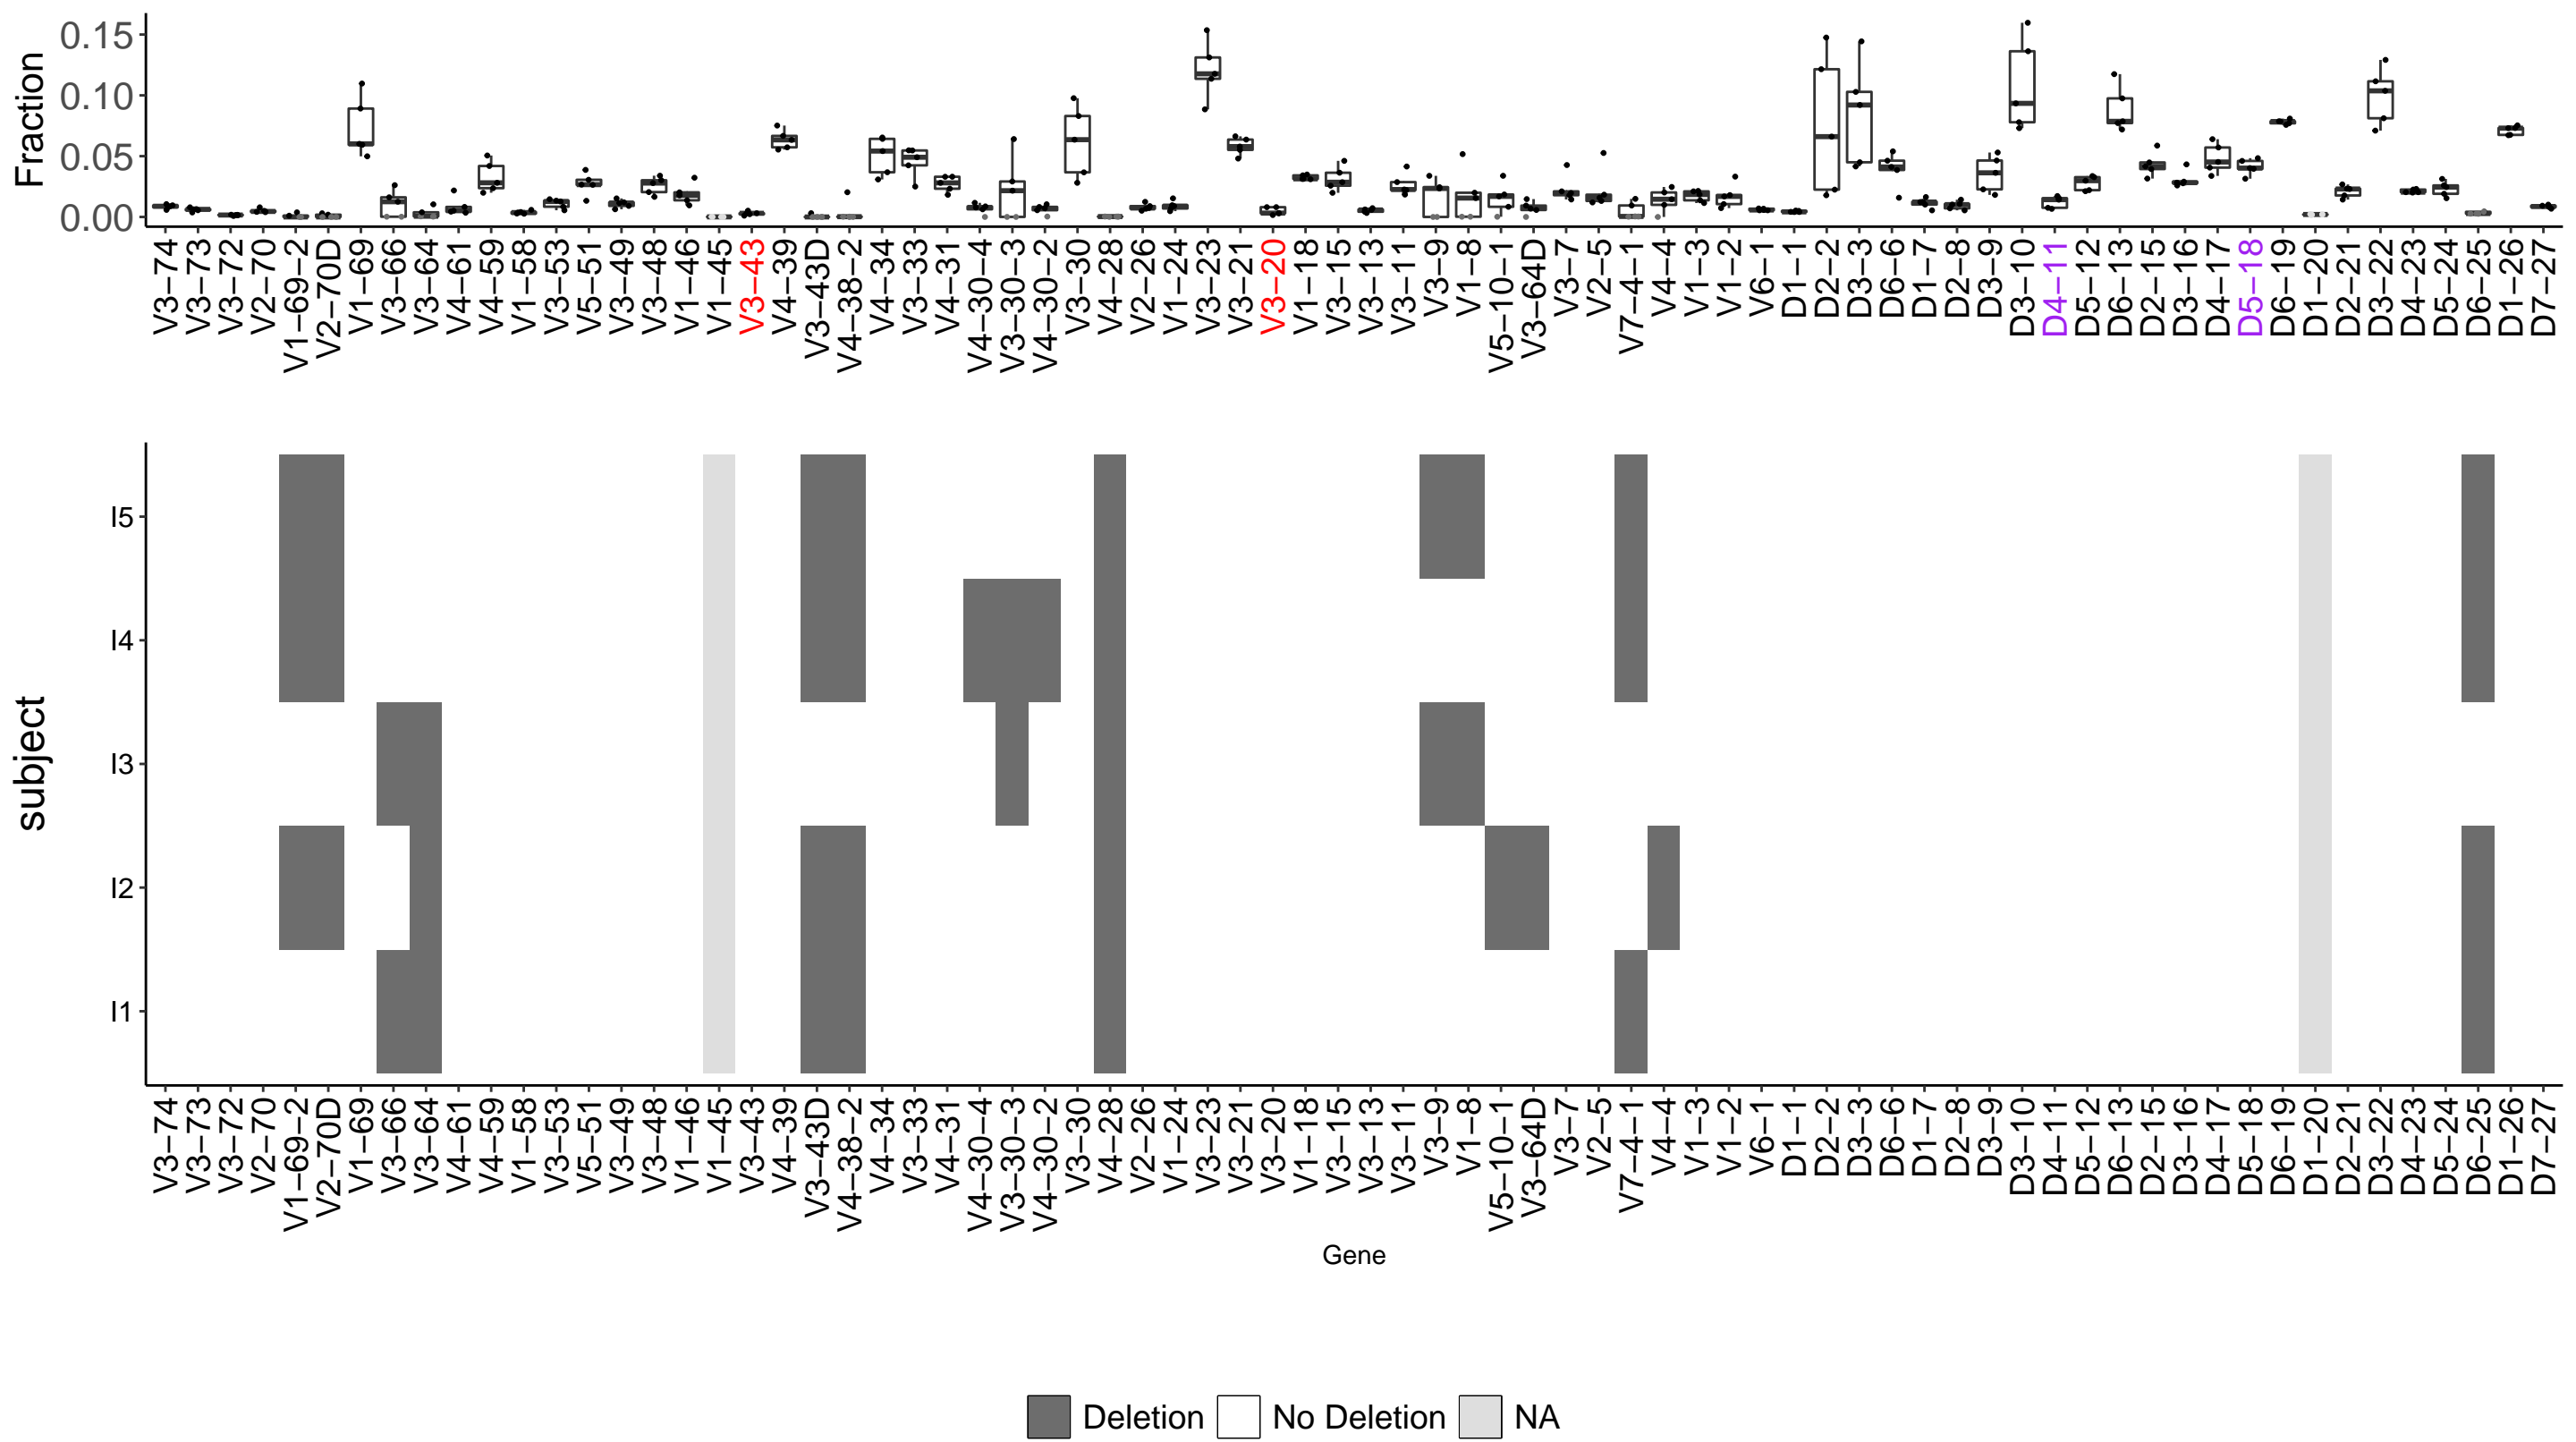 Fraction
0.15
0.10
0.05
0.00
V3−74 V3−73 V3−72 V2−70 V1−69−2 V2−70D V1−69 V3−66 V3−64 V4−61 V4−59 V1−58 V3−53 V5−51 V3−49 V3−48 V1−46 V1−45 V3−43 V4−39 V3−43D V4−38−2 V4−34 V3−33 V4−31 V4−30−4 V3−30−3 V4−30−2 V3−30 V4−28 V2−26 V1−24 V3−23 V3−21 V3−20 V1−18 V3−15 V3−13 V3−11 V3−9 V1−8 V5−10−1 V3−64D V3−7 V2−5 V7−4−1 V4−4 V1−3 V1−2 V6−1 D1−1 D2−2 D3−3 D6−6 D1−7 D2−8 D3−9 D3−10 D4−11 D5−12 D6−13 D2−15 D3−16 D4−17 D5−18 D6−19 D1−20 D2−21 D3−22 D4−23 D5−24 D6−25 D1−26 D7−27
subject
I5
I4
I3
I2
I1
V3−74 V3−73 V3−72 V2−70 V1−69−2 V2−70D V1−69 V3−66 V3−64 V4−61 V4−59 V1−58 V3−53 V5−51 V3−49 V3−48 V1−46 V1−45 V3−43 V4−39 V3−43D V4−38−2 V4−34 V3−33 V4−31 V4−30−4 V3−30−3 V4−30−2 V3−30 V4−28 V2−26 V1−24 V3−23 V3−21 V3−20 V1−18 V3−15 V3−13 V3−11 V3−9 V1−8 V5−10−1 V3−64D V3−7 V2−5 V7−4−1 V4−4 V1−3 V1−2 V6−1 D1−1 D2−2 D3−3 D6−6 D1−7 D2−8 D3−9 D3−10 D4−11 D5−12 D6−13 D2−15 D3−16 D4−17 D5−18 D6−19 D1−20 D2−21 D3−22 D4−23 D5−24 D6−25 D1−26 D7−27
Gene
Deletion No Deletion NA